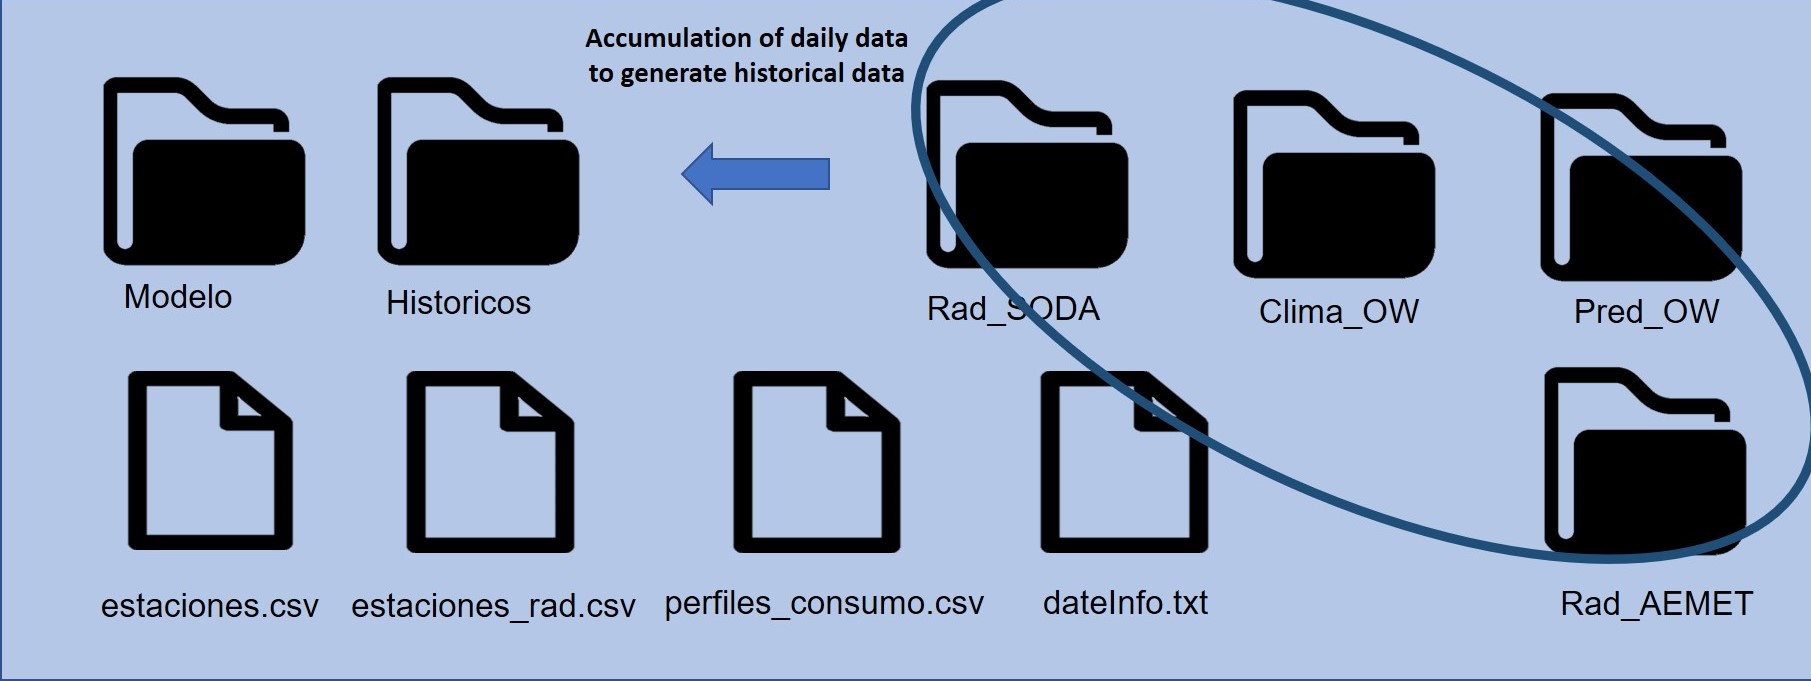 Accumulation of daily data
to generate historical data
Modelo
Historicos
Rad_SODA
Clima_OW
Pred_OW
estaciones.csv
estaciones_rad.csv
perfiles_consumo.csv
dateInfo.txt
Rad_AEMET